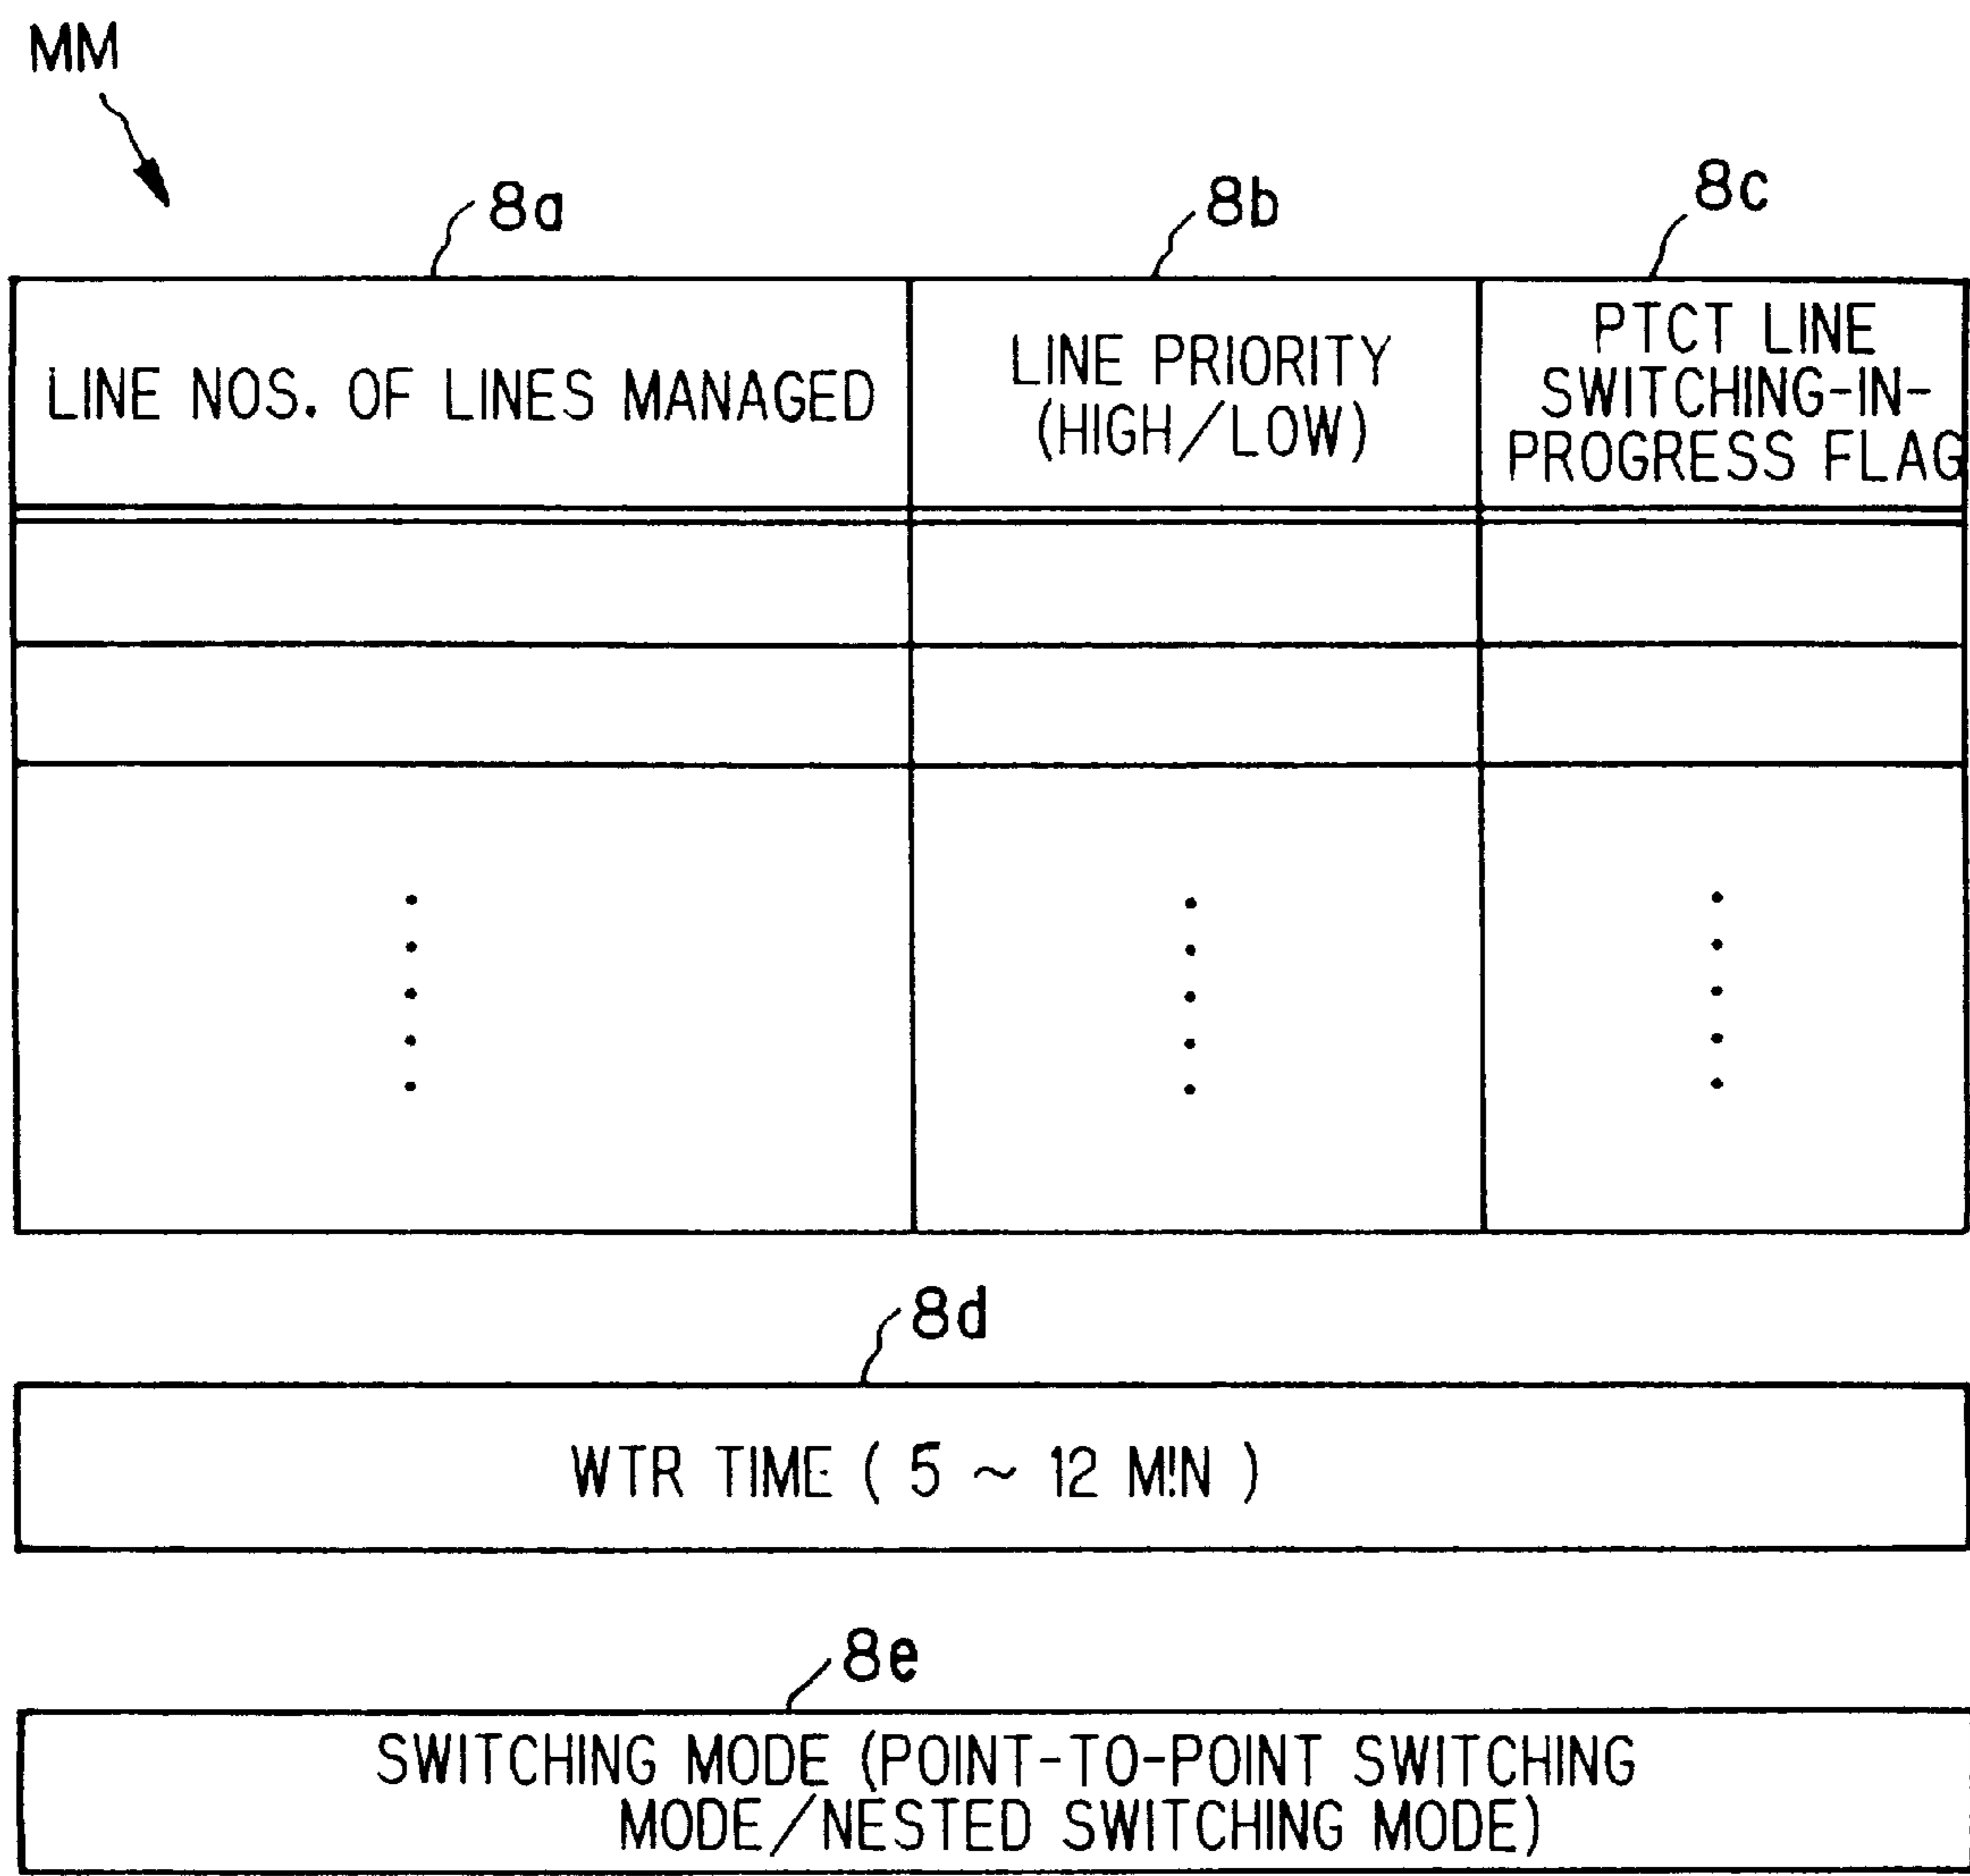 MM
8a
8b
8c
LINE NOS. OF LINES MANAGED
LINE PRIORITY
(HIGH/LOW)
PTCT LINE
SWITCHING-IN-
PROGRESS FLAG
8d
WTR TIME ( 5 ~ 12 MIN )
8e
SWITCHING MODE (POINT-TO-POINT SWITCHING
MODE/NESTED SWITCHING MODE)